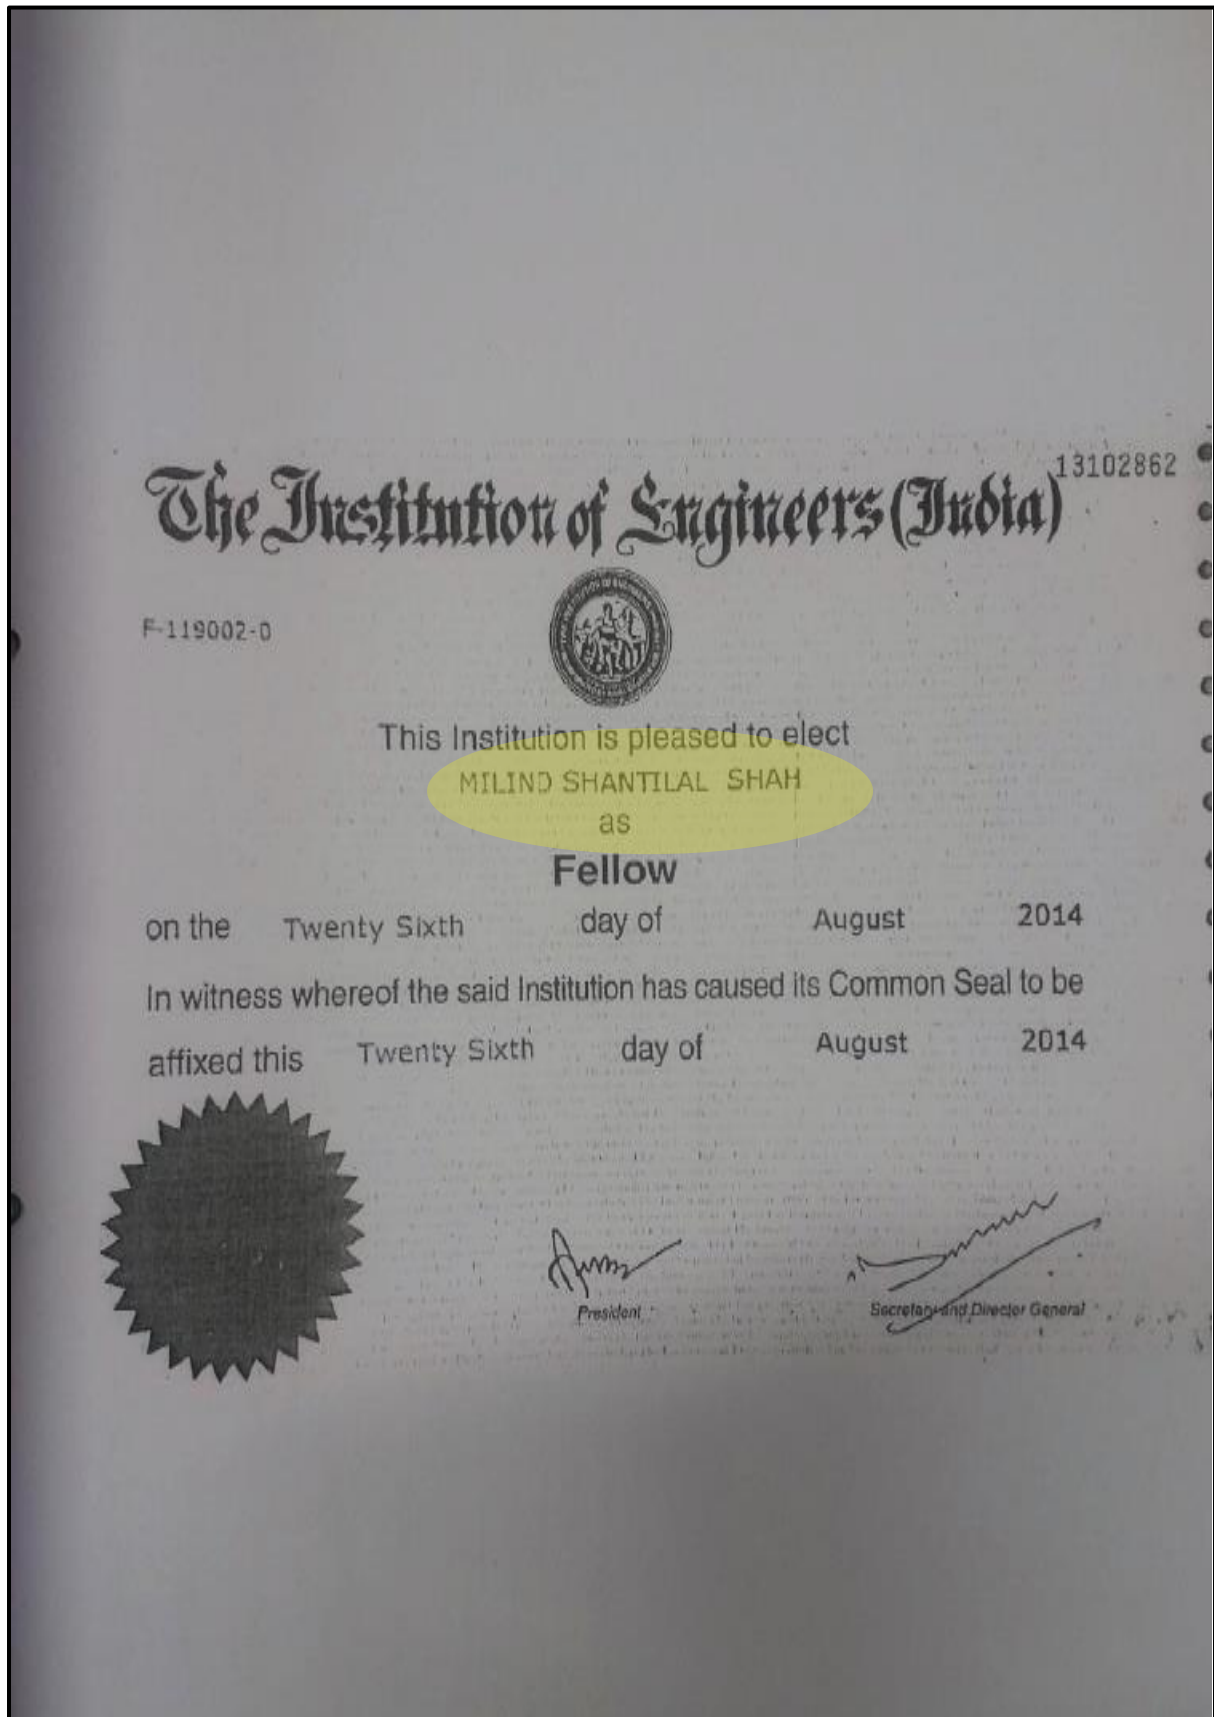 13102862
The Institution of Engineers (India)
F-119002-0
This Institution is pleased to elect
MILIND SHANTILAL SHAH
as
Fellow
on the Twenty Sixth day of August 2014
In witness whereof the said Institution has caused its Common Seal to be
affixed this Twenty Sixth day of August 2014
President
Secretary and Director General